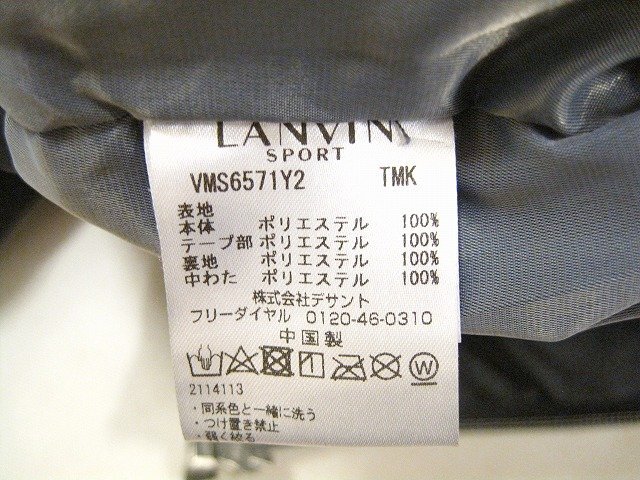 LANVIN
SPORT
VMS6571Y2 TMK
表地
本体 ポリエステル 100%
テープ部 ポリエステル 100%
裏地 ポリエステル 100%
中わた ポリエステル 100%
株式会社デサント
フリーダイヤル 0120-46-0310
中国製
W
2114113
・同系色と一緒に洗う
・つけ置き禁止
・弱く絞る